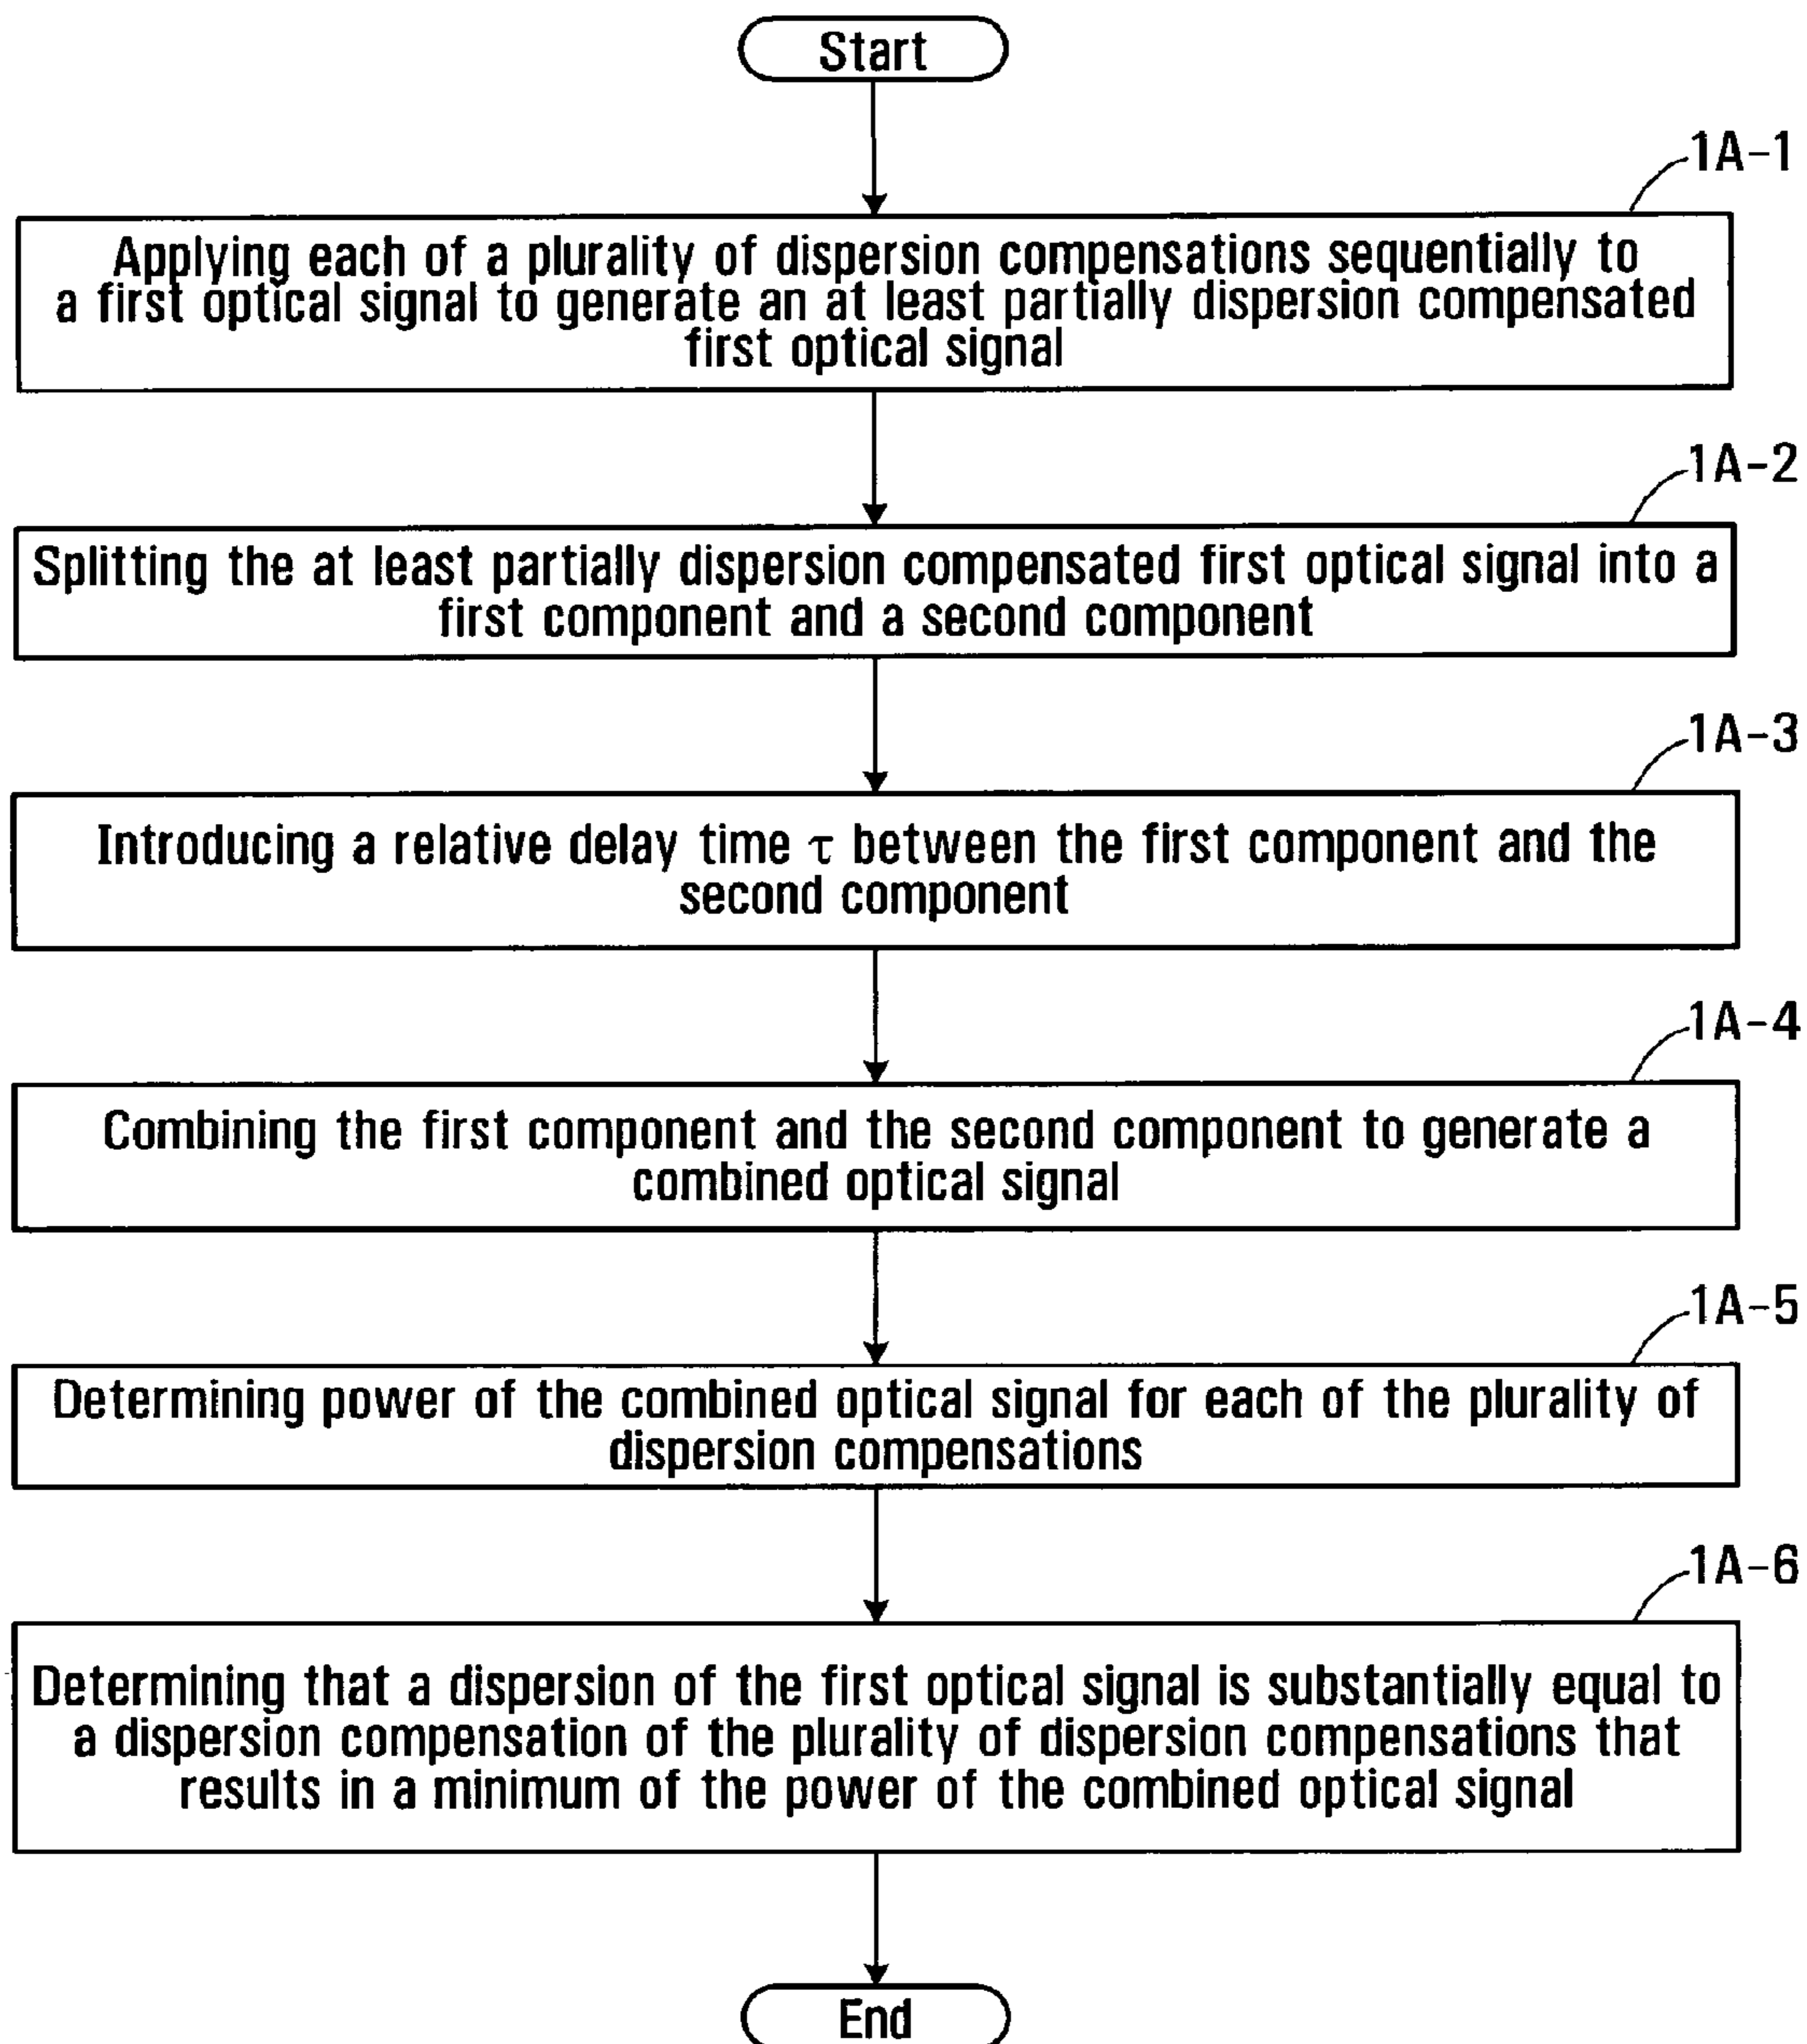 Start
1A-1
Applying each of a plurality of dispersion compensations sequentially to
a first optical signal to generate an at least partially dispersion compensated
first optical signal
1A-2
Splitting the at least partially dispersion compensated first optical signal into a
first component and a second component
1A-3
Introducing a relative delay time τ between the first component and the
second component
1A-4
Combining the first component and the second component to generate a
combined optical signal
1A-5
Determining power of the combined optical signal for each of the plurality of
dispersion compensations
1A-6
Determining that a dispersion of the first optical signal is substantially equal to
a dispersion compensation of the plurality of dispersion compensations that
results in a minimum of the power of the combined optical signal
End